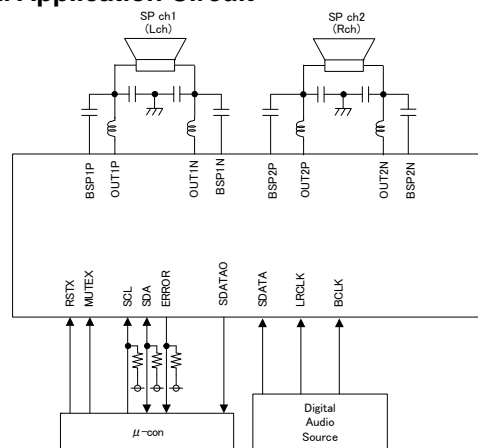 Application Circuit
SP ch1
(Lch)
SP ch2
(Rch)
BSP1P
OUT1P
OUT1N
BSP1N
BSP2P
OUT2P
OUT2N
BSP2N
RSTX
MUTEX
SCL
SDA
ERROR
SDATAO
SDATA
LRCLK
BCLK
μ-con
Digital
Audio
Source